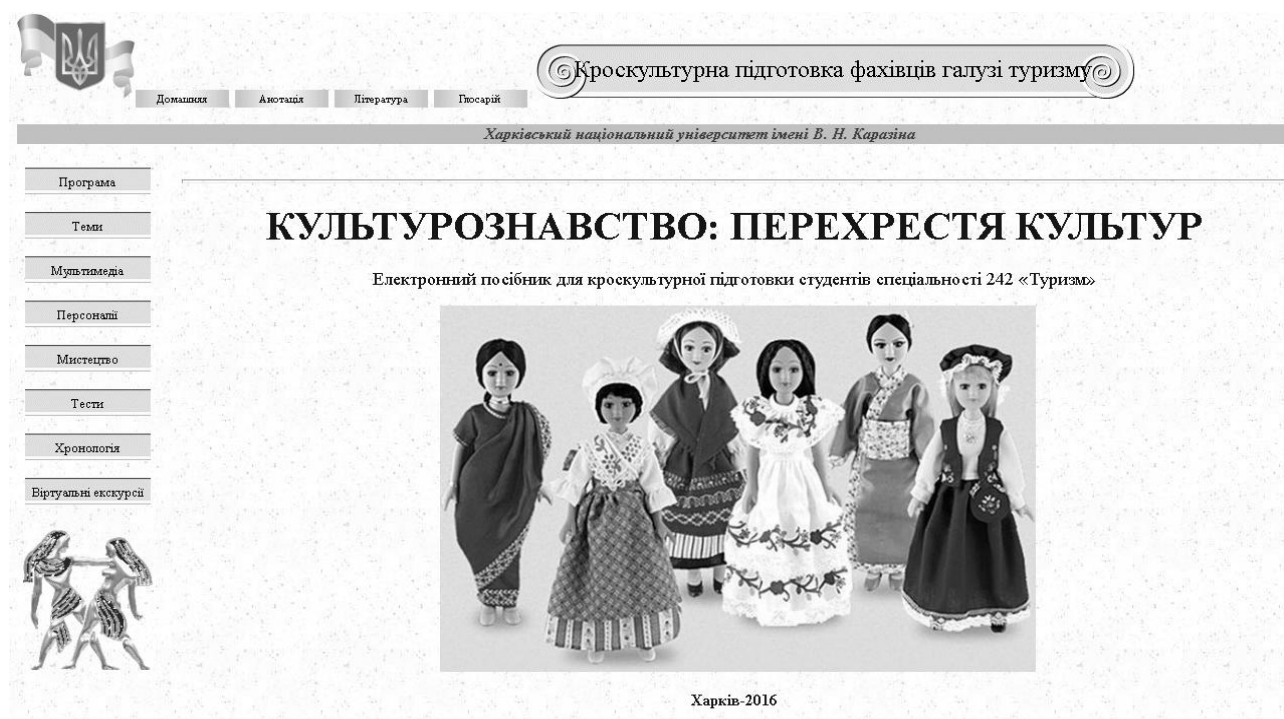 Кроскультурна підготовка фахівців галузі туризму
Домашняя Анотація Література Глосарій
Харківський національний університет імені В. Н. Каразіна
Програма
Теми
Мультимедіа
Персоналії
Мистецтво
Тести
Хронологія
Віртуальні екскурсії
КУЛЬТУРОЗНАВСТВО: ПЕРЕХРЕСТЯ КУЛЬТУР
Електронний посібник для кроскультурної підготовки студентів спеціальності 242 «Туризм»
Харків-2016